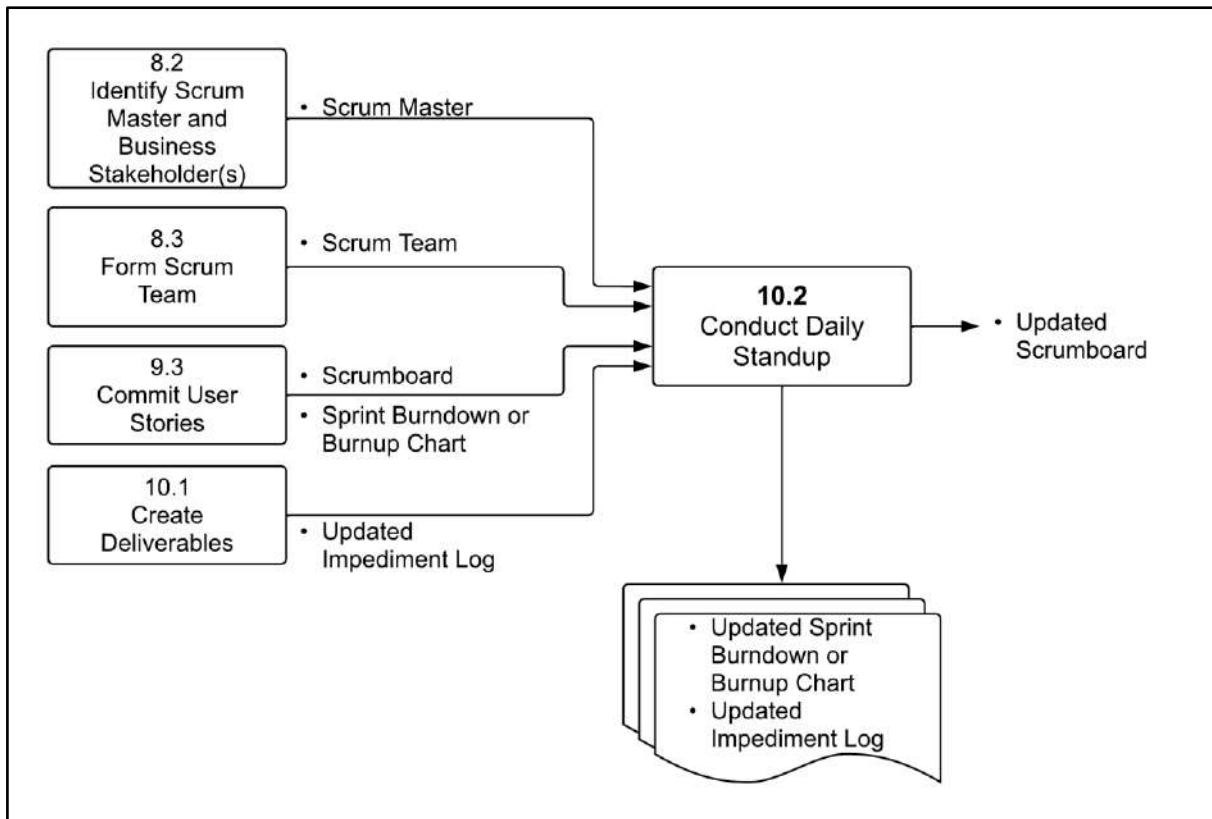 8.2
Identify Scrum
Master and
Business
Stakeholder(s)
• Scrum Master
8.3
Form Scrum
Team
• Scrum Team
9.3
Commit User
Stories
• Scrumboard
• Sprint Burndown or
Burnup Chart
10.1
Create
Deliverables
• Updated
Impediment Log
10.2
Conduct Daily
Standup
• Updated
Scrumboard
• Updated Sprint
Burndown or
Burnup Chart
• Updated
Impediment Log